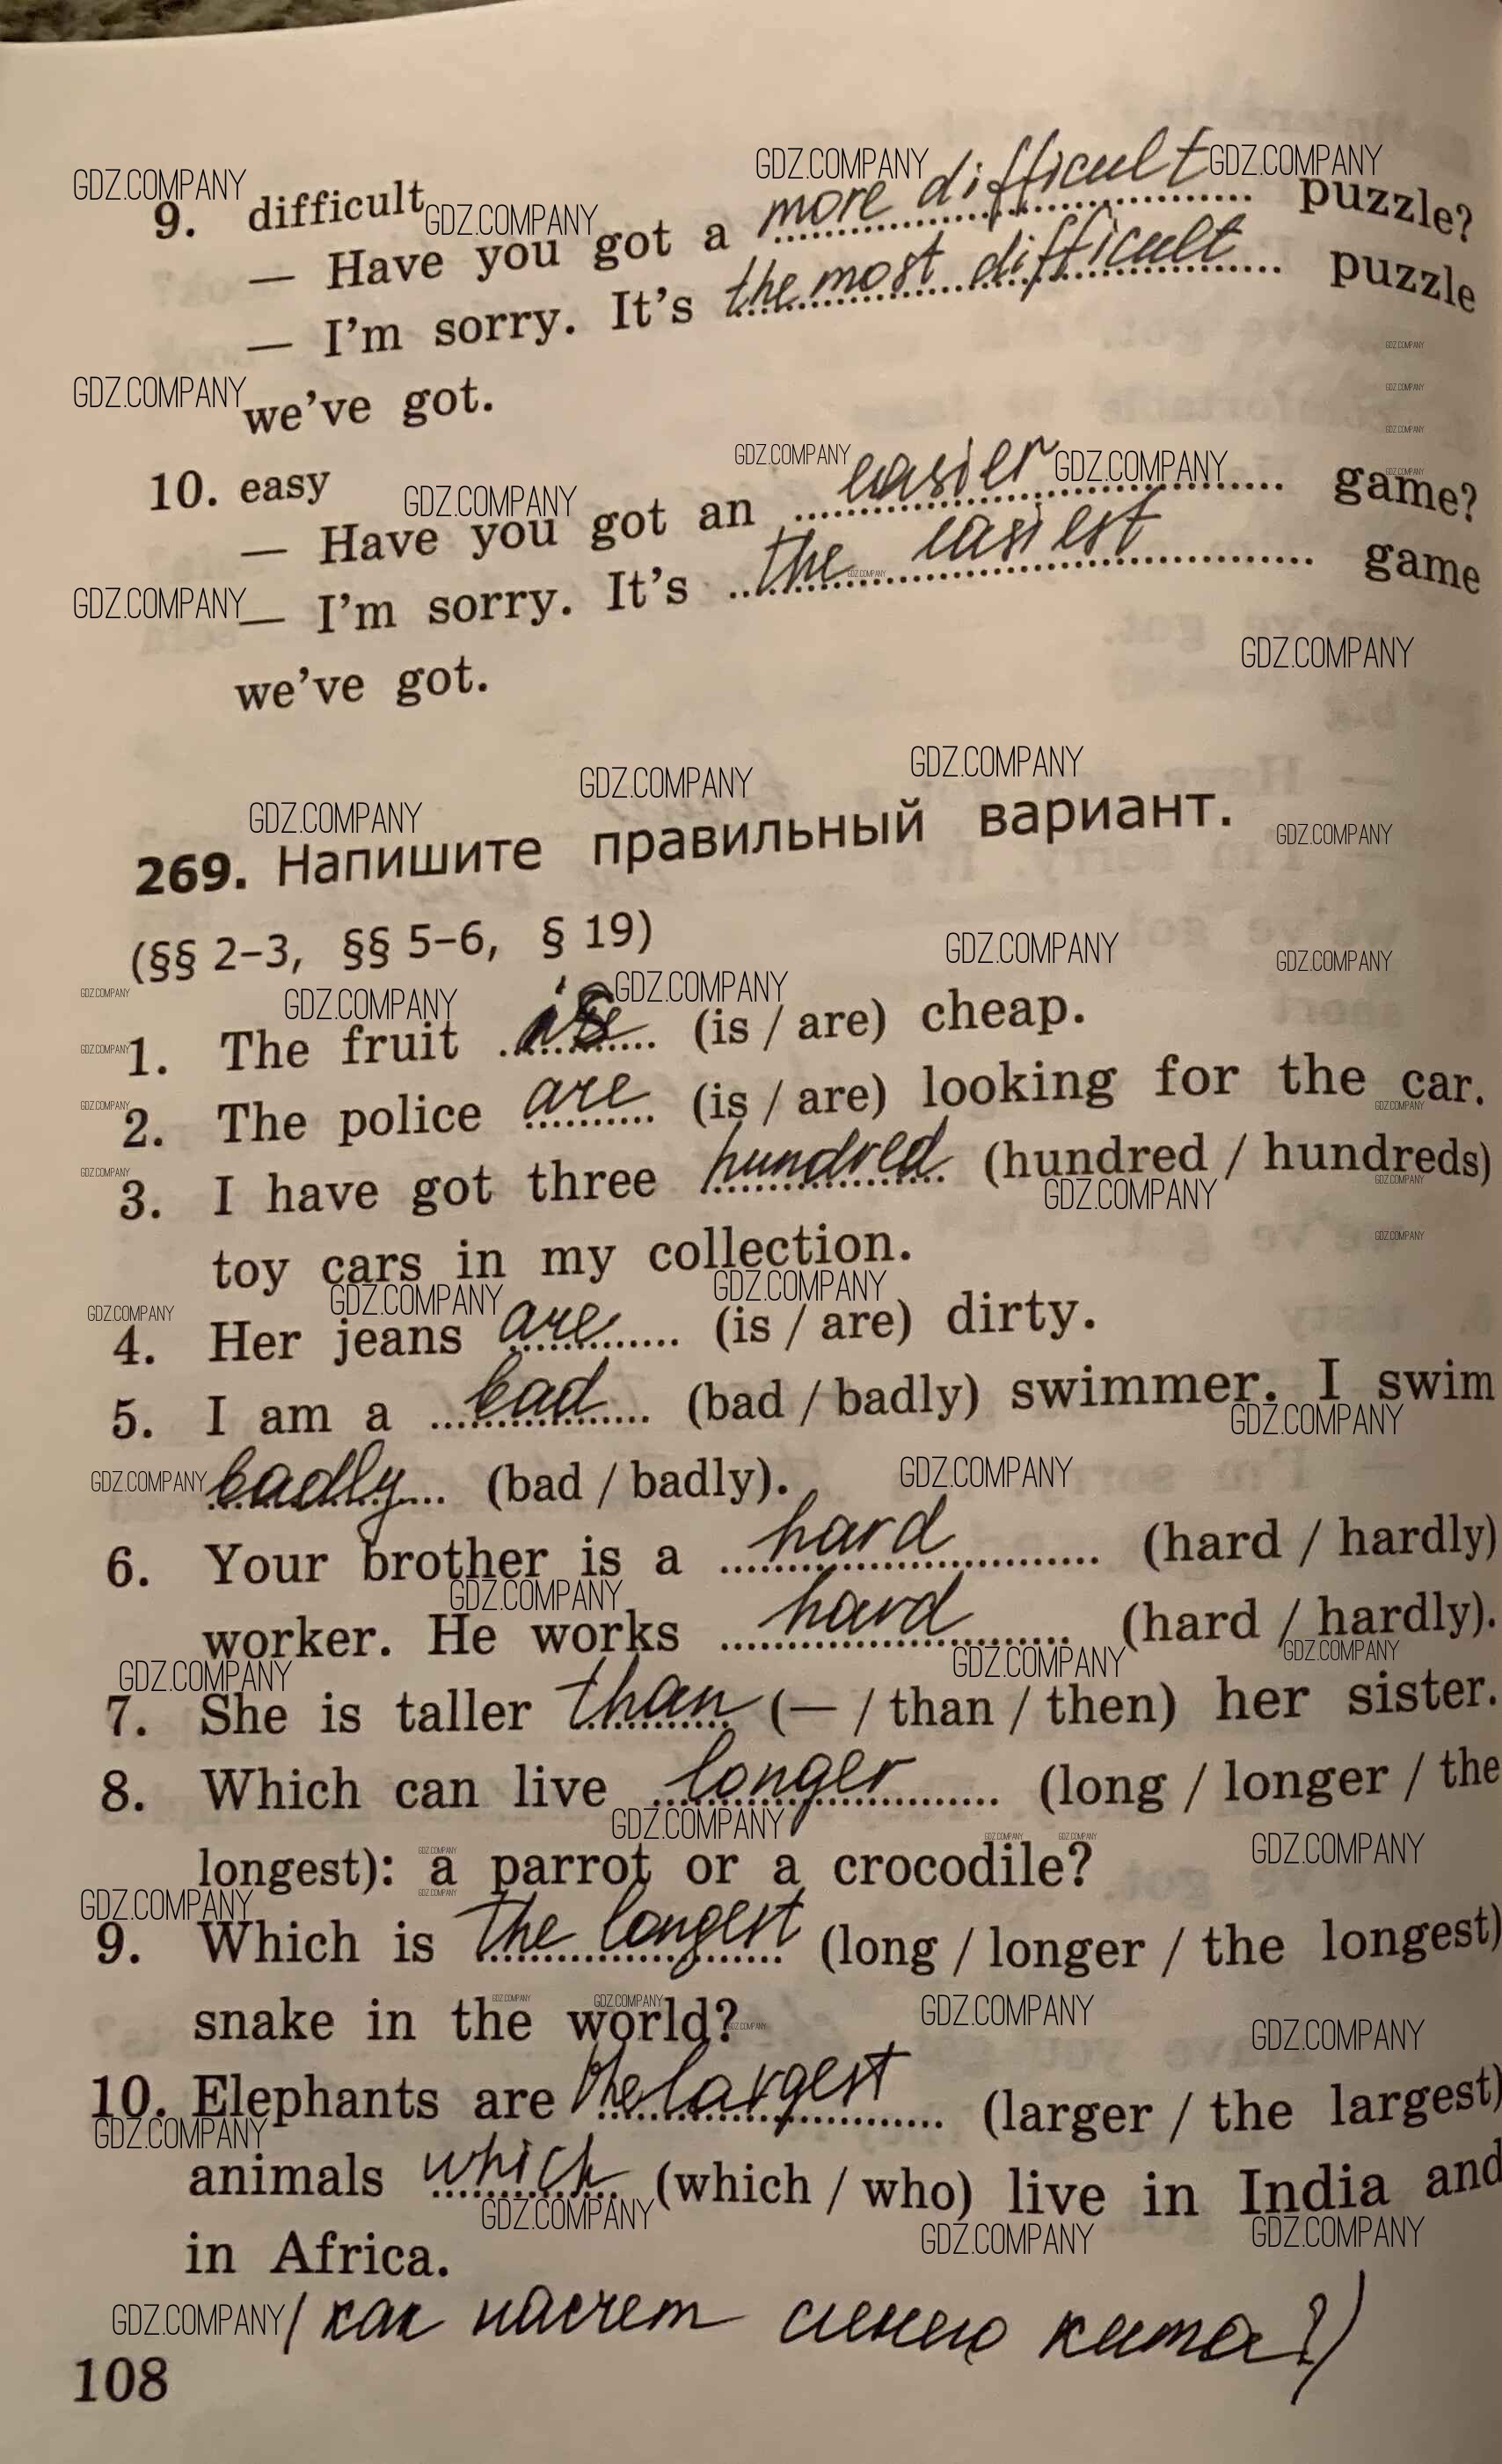 9. difficult
— Have you got a more difficult puzzle?
— I'm sorry. It's the most difficult puzzle
we've got.
10. easy
— Have you got an easier game?
— I'm sorry. It's the easiest game
we've got.
269. Напишите правильный вариант.
(§§ 2–3, §§ 5–6, § 19)
1. The fruit is (is / are) cheap.
2. The police are (is / are) looking for the car.
3. I have got three hundred (hundred / hundreds)
toy cars in my collection.
4. Her jeans are (is / are) dirty.
5. I am a bad (bad / badly) swimmer. I swim
badly (bad / badly).
6. Your brother is a hard (hard / hardly)
worker. He works hard (hard / hardly).
7. She is taller than (— / than / then) her sister.
8. Which can live longer (long / longer / the
longest): a parrot or a crocodile?
9. Which is the longest (long / longer / the longest)
snake in the world?
10. Elephants are the largest (larger / the largest)
animals which (which / who) live in India and
in Africa.
(как насчет синего кита?)
108
GDZ.COMPANY